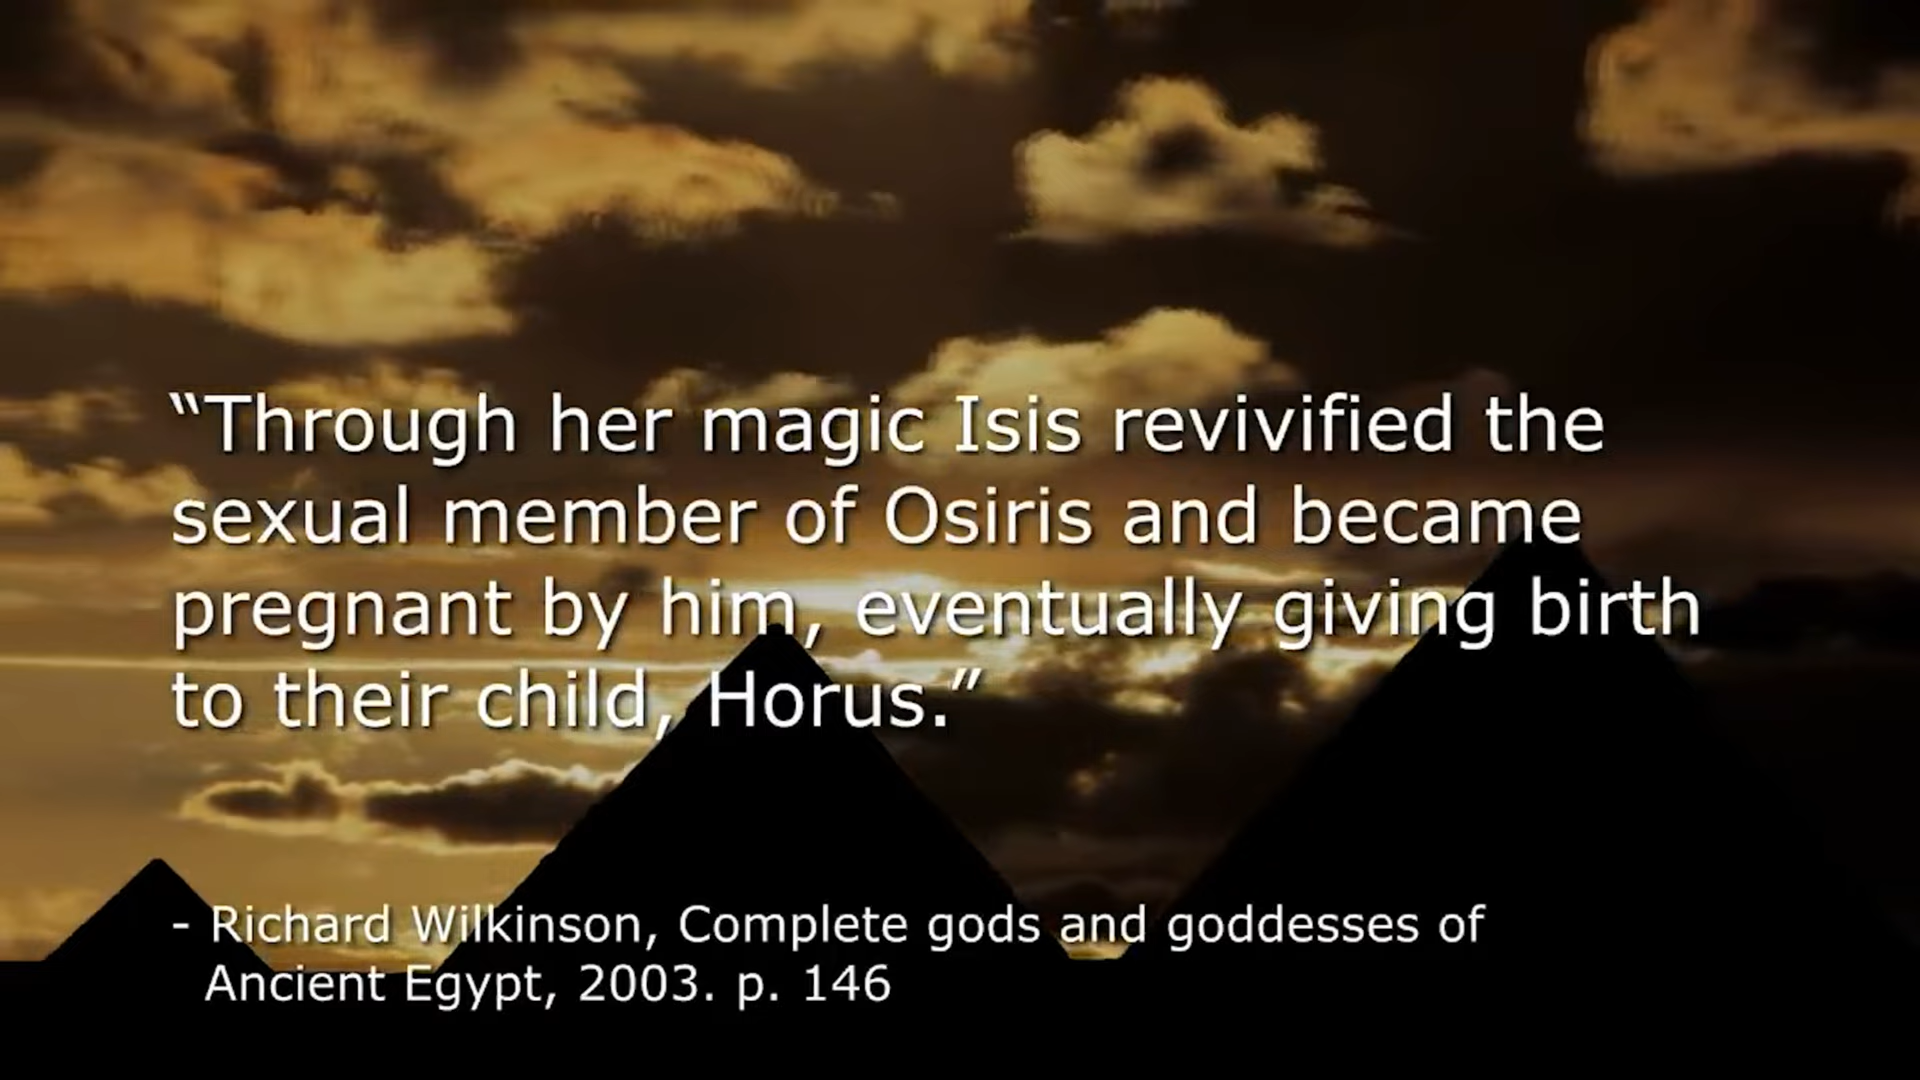 “Through her magic Isis revivified the
sexual member of Osiris and became
pregnant by him, eventually giving birth
to their child, Horus.”
- Richard Wilkinson, Complete gods and goddesses of
Ancient Egypt, 2003. p. 146